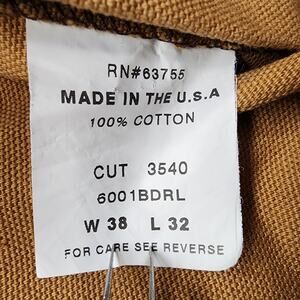 RN#63755
MADE IN THE U.S.A
100% COTTON
CUT 3540
6001BDRL
W 38 L 32
FOR CARE SEE REVERSE